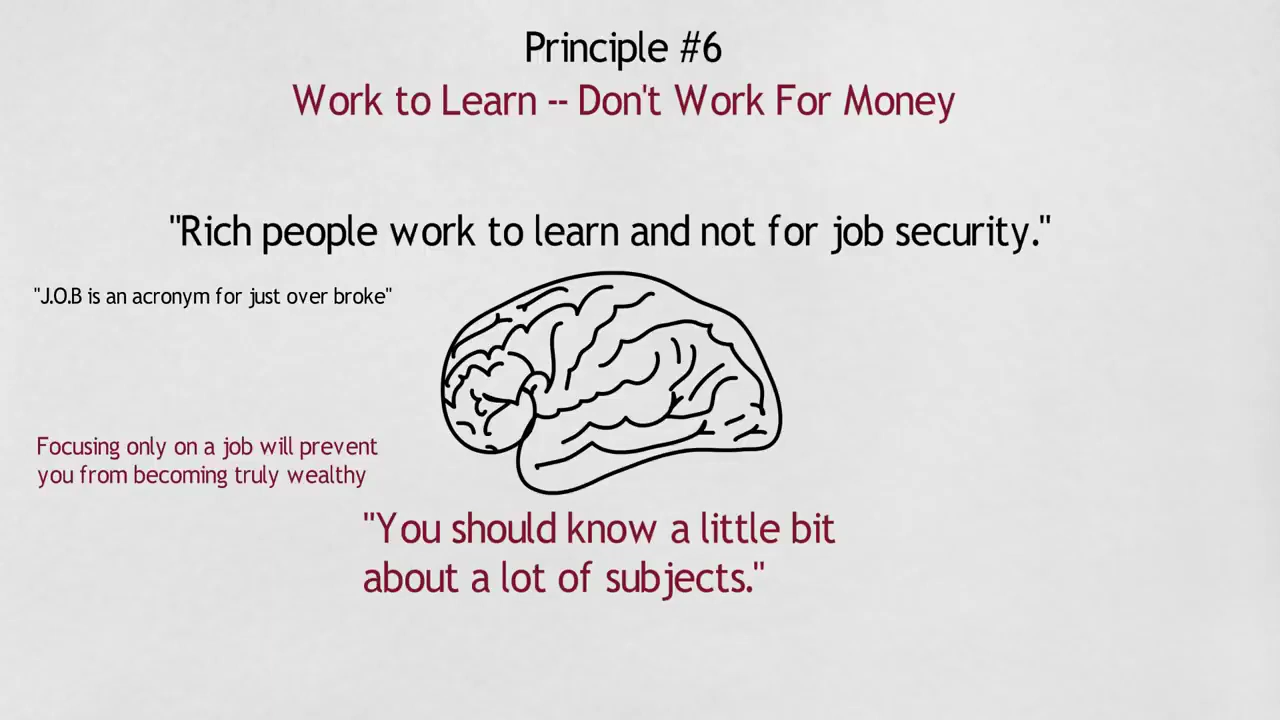 Principle #6
Work to Learn -- Don't Work For Money
"Rich people work to learn and not for job security."
"J.O.B is an acronym for just over broke"
Focusing only on a job will prevent
you from becoming truly wealthy
"You should know a little bit
about a lot of subjects."